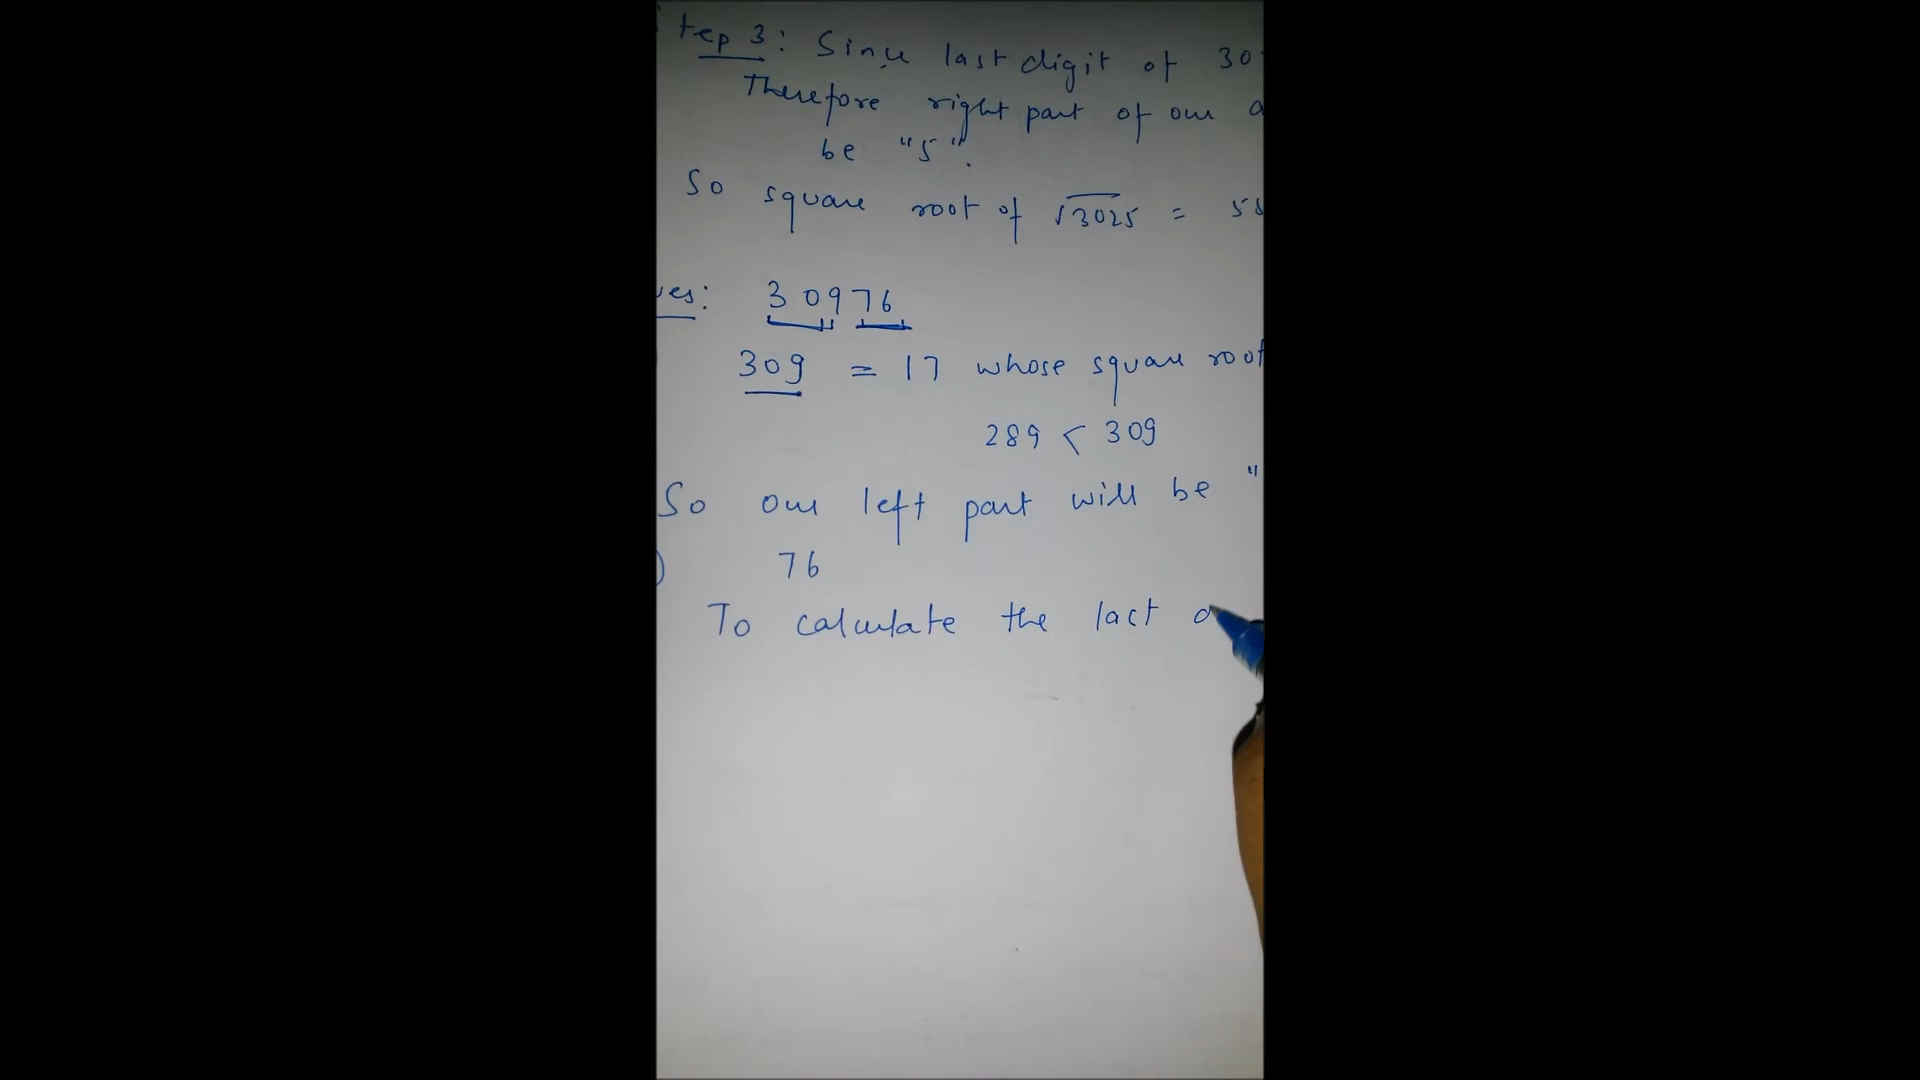 tep 3: Since last digit of 30
Therefore right part of our a
be "5".
So square root of √3025 = 55
es: 30976
309 = 17 whose square root
289 < 309
So our left part will be "
) 76
To calculate the last d